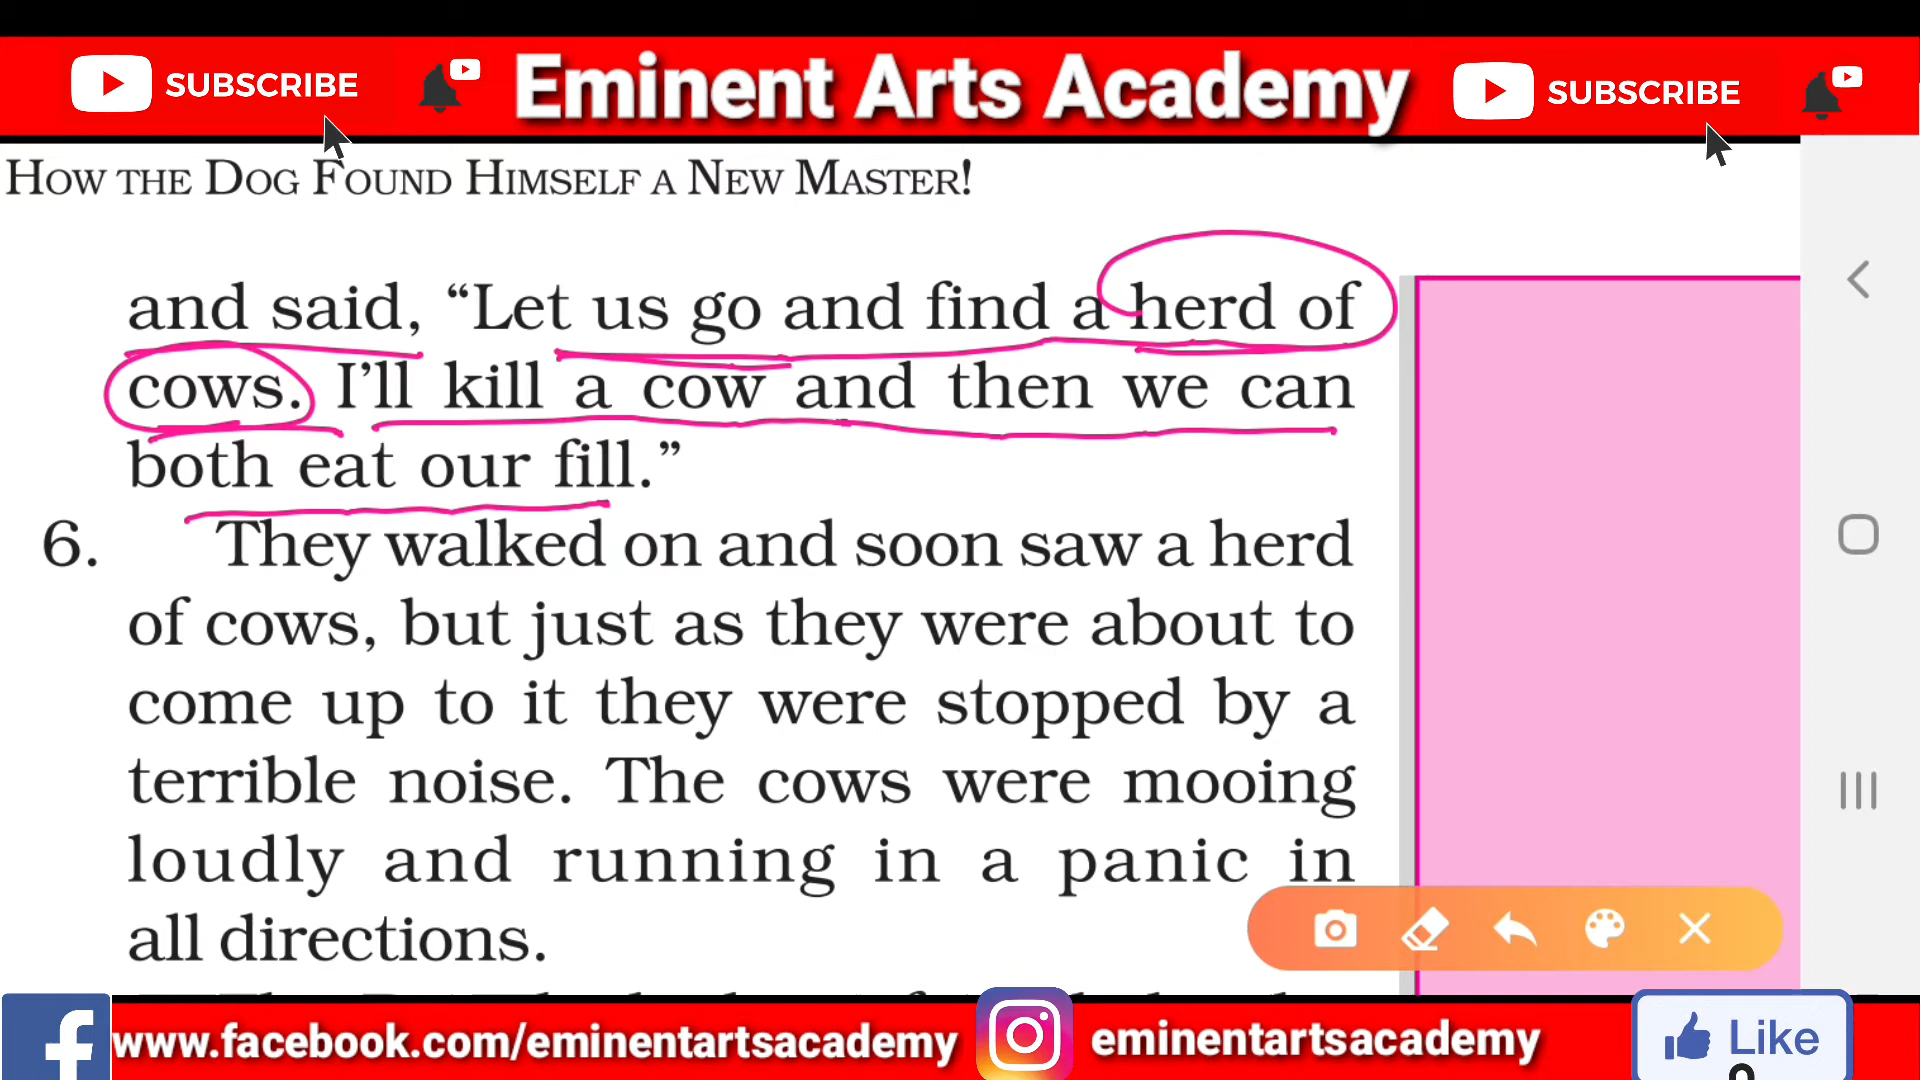 SUBSCRIBE Eminent Arts Academy SUBSCRIBE
HOW THE DOG FOUND HIMSELF A NEW MASTER!
and said, “Let us go and find a herd of
cows. I’ll kill a cow and then we can
both eat our fill.”
6. They walked on and soon saw a herd
of cows, but just as they were about to
come up to it they were stopped by a
terrible noise. The cows were mooing
loudly and running in a panic in
all directions.
www.facebook.com/eminentartsacademy eminentartsacademy Like